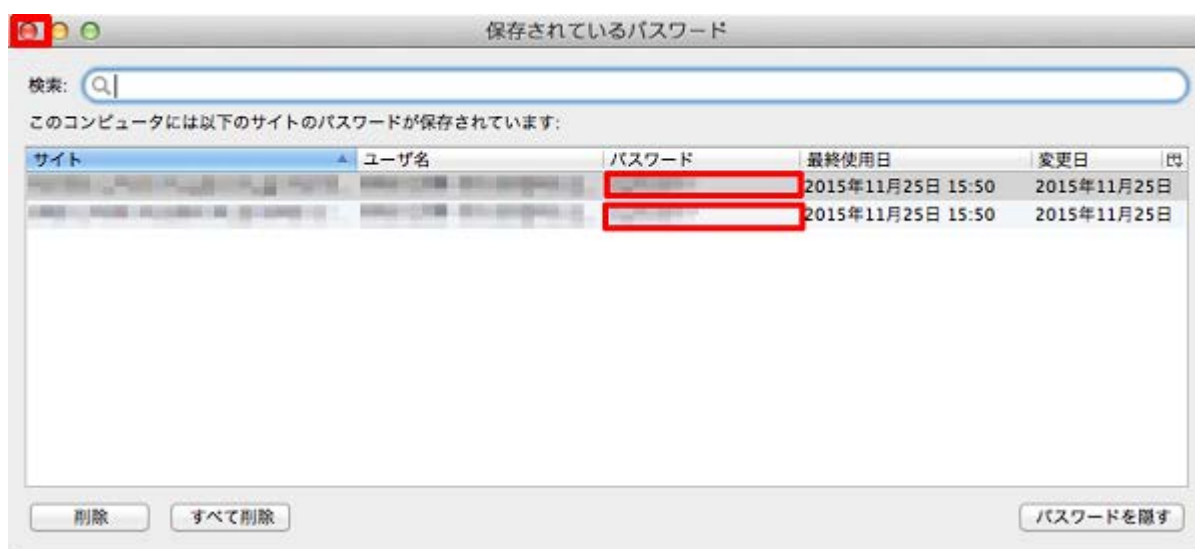 保存されているパスワード
検索:
このコンピュータには以下のサイトのパスワードが保存されています:
サイト ユーザ名 パスワード 最終使用日 変更日
2015年11月25日 15:50 2015年11月25日
2015年11月25日 15:50 2015年11月25日
削除 すべて削除 パスワードを隠す